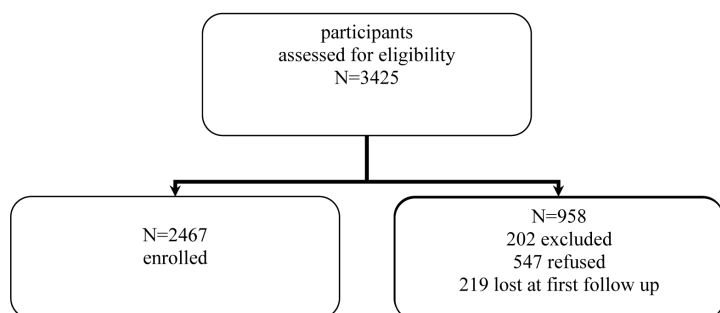 participants
assessed for eligibility
N=3425
N=2467
enrolled
N=958
202 excluded
547 refused
219 lost at first follow up